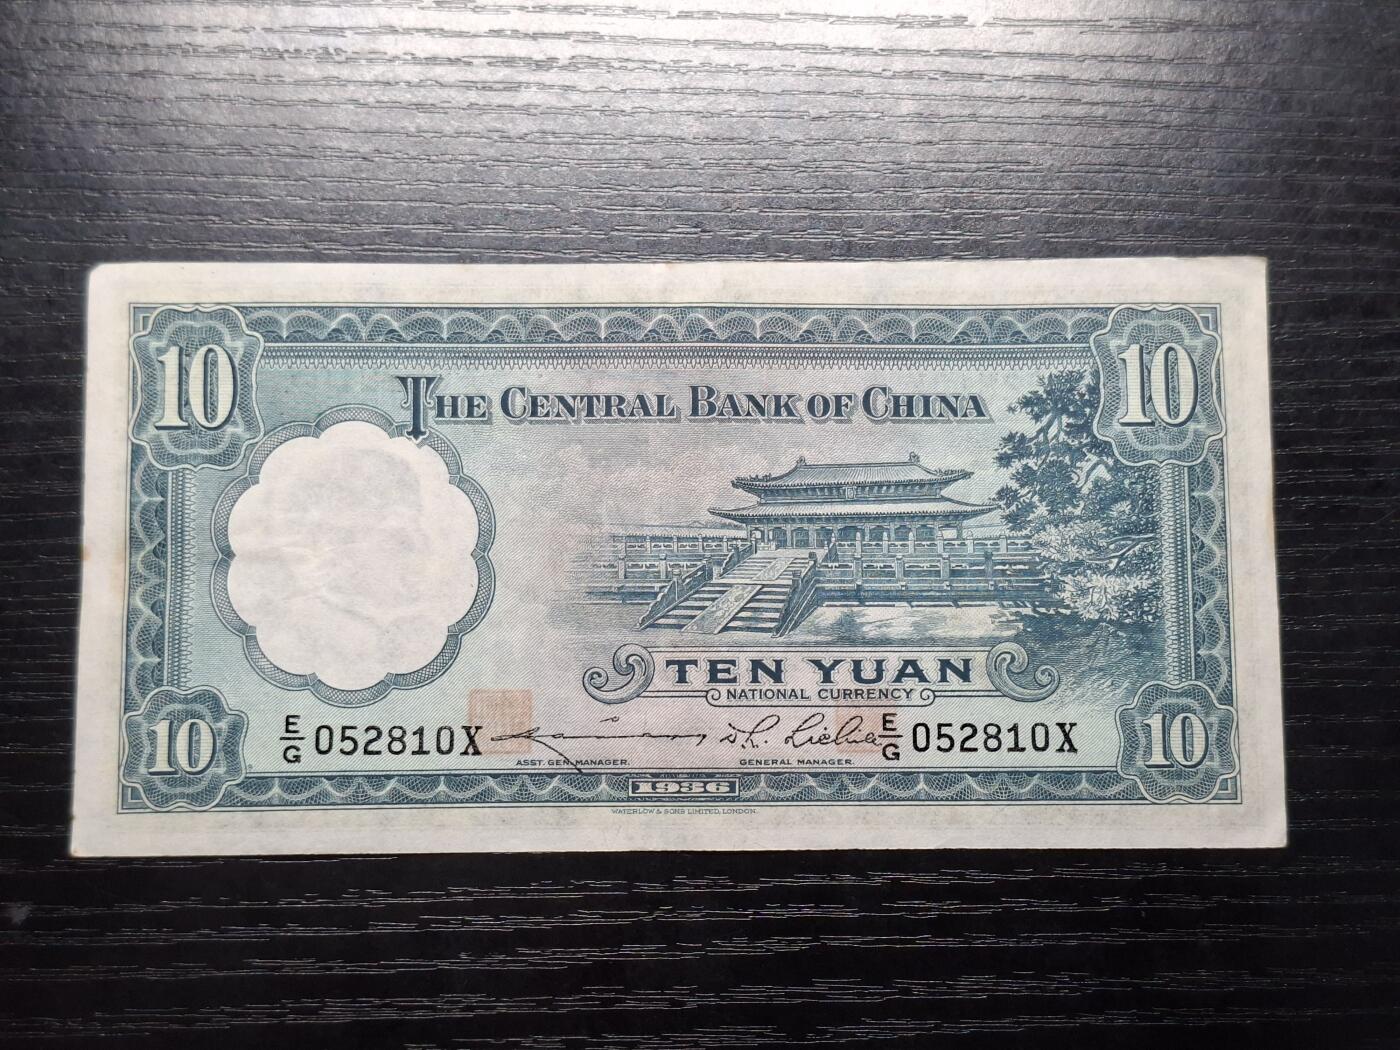 10 10
THE CENTRAL BANK OF CHINA
TEN YUAN
NATIONAL CURRENCY
E/G 052810X E/G 052810X
ASST. GEN. MANAGER. GENERAL MANAGER.
10 10
1936
WATERLOW & SONS LIMITED, LONDON.